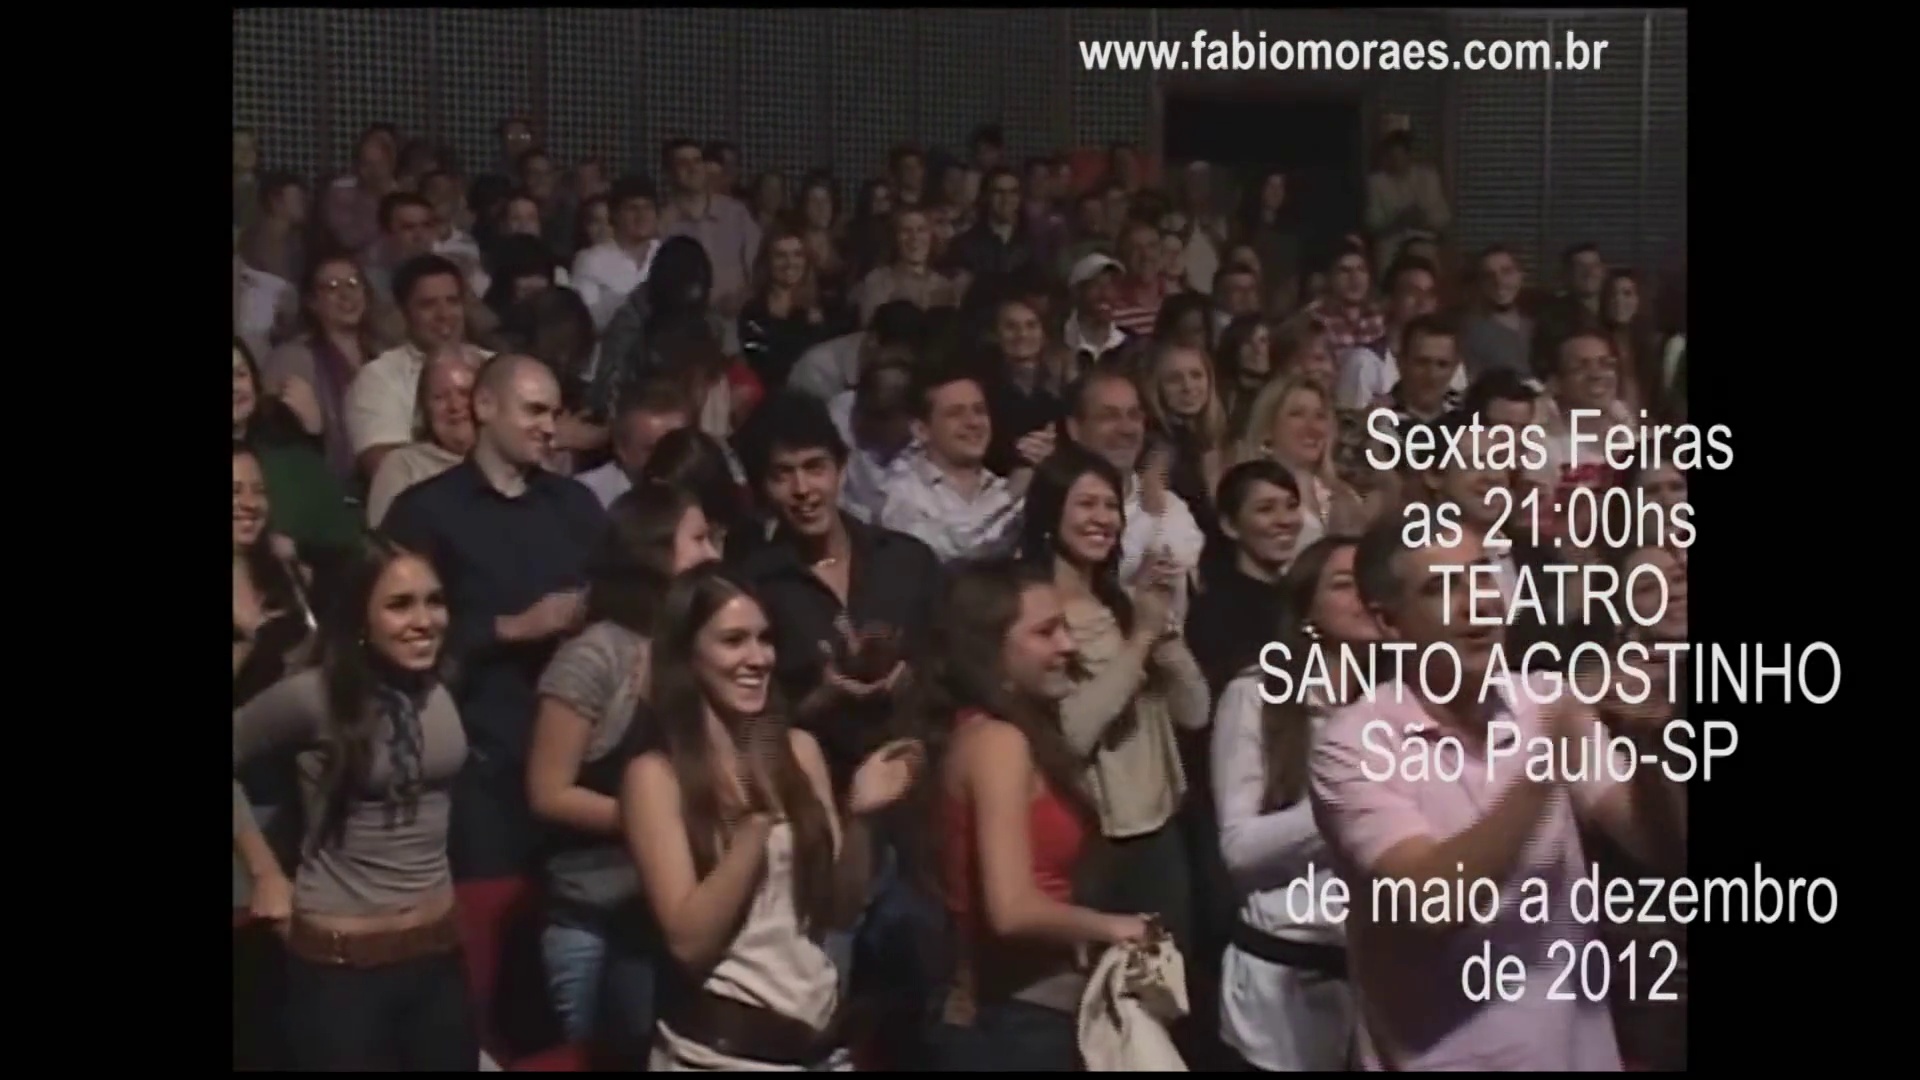 www.fabiomoraes.com.br
Sextas Feiras
as 21:00hs
TEATRO
SANTO AGOSTINHO
São Paulo-SP
de maio a dezembro
de 2012